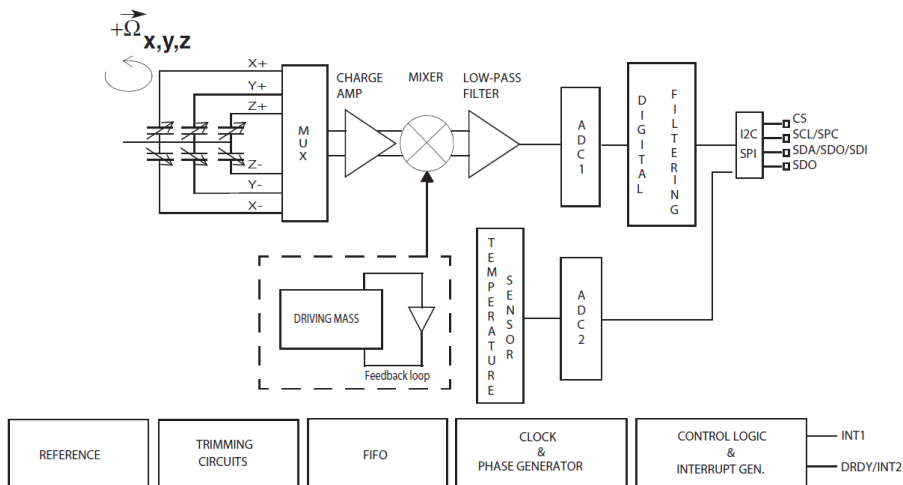 +Ω x,y,z
X+
Y+
Z+
Z-
Y-
X-
MUX
CHARGE
AMP
MIXER
LOW-PASS
FILTER
ADC1
DIGITAL
FILTERING
I2C
SPI
CS
SCL/SPC
SDA/SDO/SDI
SDO
DRIVING MASS
Feedback loop
TEMPERATURE
SENSOR
ADC2
REFERENCE
TRIMMING
CIRCUITS
FIFO
CLOCK
&
PHASE GENERATOR
CONTROL LOGIC
&
INTERRUPT GEN.
INT1
DRDY/INT2